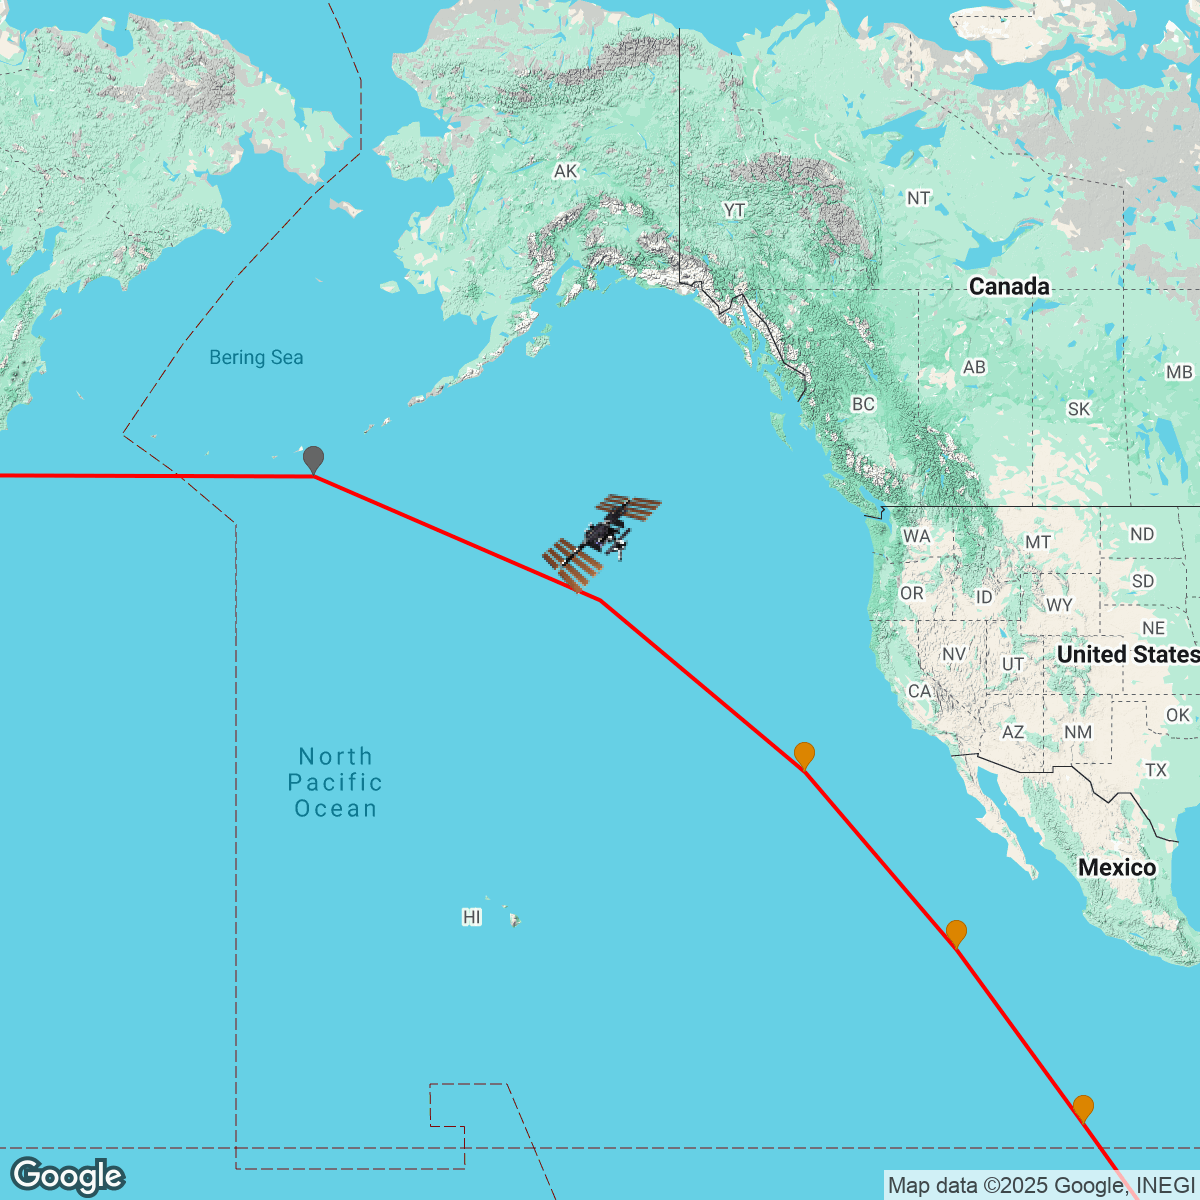 AK
YT
NT
Canada
Bering Sea
AB
MB
BC
SK
WA
MT
ND
OR
ID
WY
SD
NE
NV
UT
United States
CA
AZ
NM
OK
TX
North
Pacific
Ocean
Mexico
HI
Google
Map data ©2025 Google, INEGI